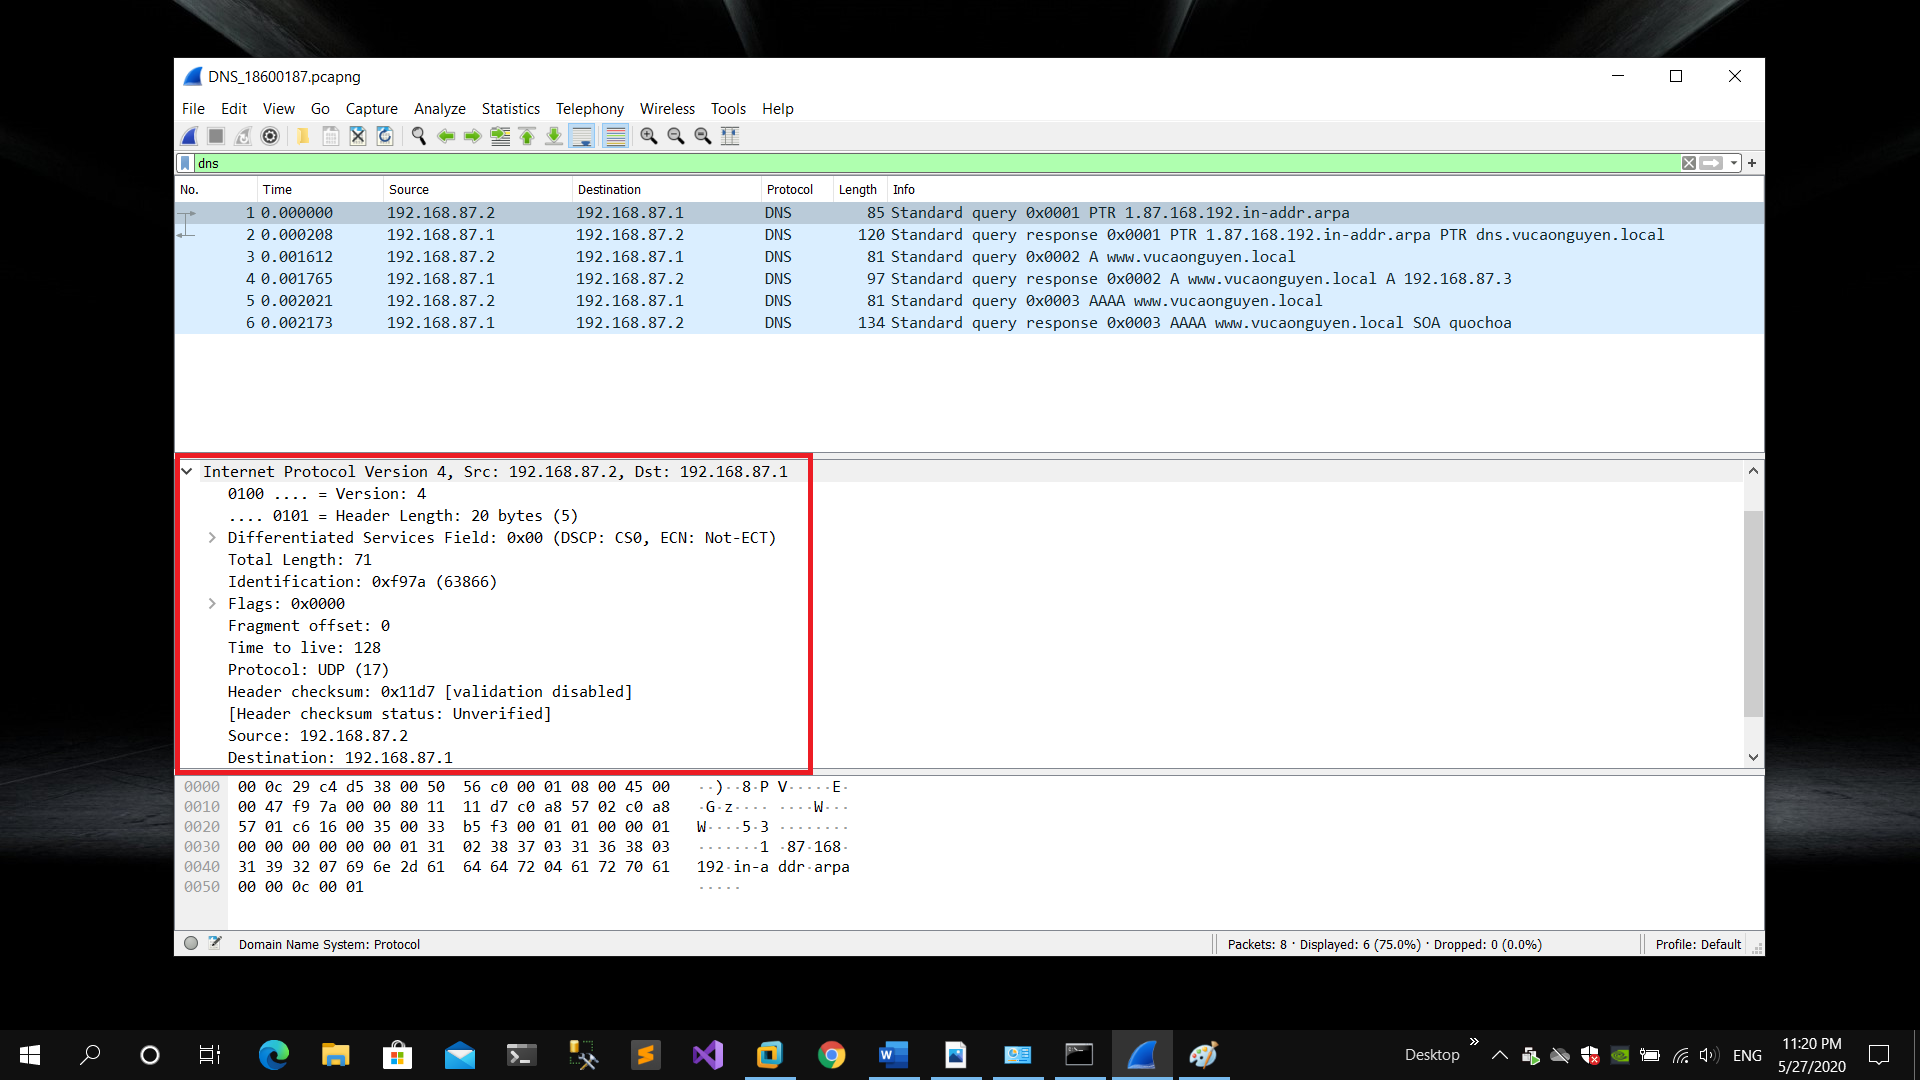 DNS_18600187.pcapng
File Edit View Go Capture Analyze Statistics Telephony Wireless Tools Help
dns
No. Time Source Destination Protocol Length Info
1 0.000000 192.168.87.2 192.168.87.1 DNS 85 Standard query 0x0001 PTR 1.87.168.192.in-addr.arpa
2 0.000208 192.168.87.1 192.168.87.2 DNS 120 Standard query response 0x0001 PTR 1.87.168.192.in-addr.arpa PTR dns.vucaonguyen.local
3 0.001612 192.168.87.2 192.168.87.1 DNS 81 Standard query 0x0002 A www.vucaonguyen.local
4 0.001765 192.168.87.1 192.168.87.2 DNS 97 Standard query response 0x0002 A www.vucaonguyen.local A 192.168.87.3
5 0.002021 192.168.87.2 192.168.87.1 DNS 81 Standard query 0x0003 AAAA www.vucaonguyen.local
6 0.002173 192.168.87.1 192.168.87.2 DNS 134 Standard query response 0x0003 AAAA www.vucaonguyen.local SOA quochoa
Internet Protocol Version 4, Src: 192.168.87.2, Dst: 192.168.87.1
0100 .... = Version: 4
.... 0101 = Header Length: 20 bytes (5)
Differentiated Services Field: 0x00 (DSCP: CS0, ECN: Not-ECT)
Total Length: 71
Identification: 0xf97a (63866)
Flags: 0x0000
Fragment offset: 0
Time to live: 128
Protocol: UDP (17)
Header checksum: 0x11d7 [validation disabled]
[Header checksum status: Unverified]
Source: 192.168.87.2
Destination: 192.168.87.1
0000 00 0c 29 c4 d5 38 00 50 56 c0 00 01 08 00 45 00 ··)··8·P V·····E·
0010 00 47 f9 7a 00 00 80 11 11 d7 c0 a8 57 02 c0 a8 ·G·z···· ····W···
0020 57 01 c6 16 00 35 00 33 b5 f3 00 01 01 00 00 01 W····5·3 ········
0030 00 00 00 00 00 00 01 31 02 38 37 03 31 36 38 03 ·······1 ·87·168·
0040 31 39 32 07 69 6e 2d 61 64 64 72 04 61 72 70 61 192·in-a ddr·arpa
0050 00 00 0c 00 01 ·····
Domain Name System: Protocol Packets: 8 · Displayed: 6 (75.0%) · Dropped: 0 (0.0%) Profile: Default
Desktop ENG 11:20 PM
5/27/2020